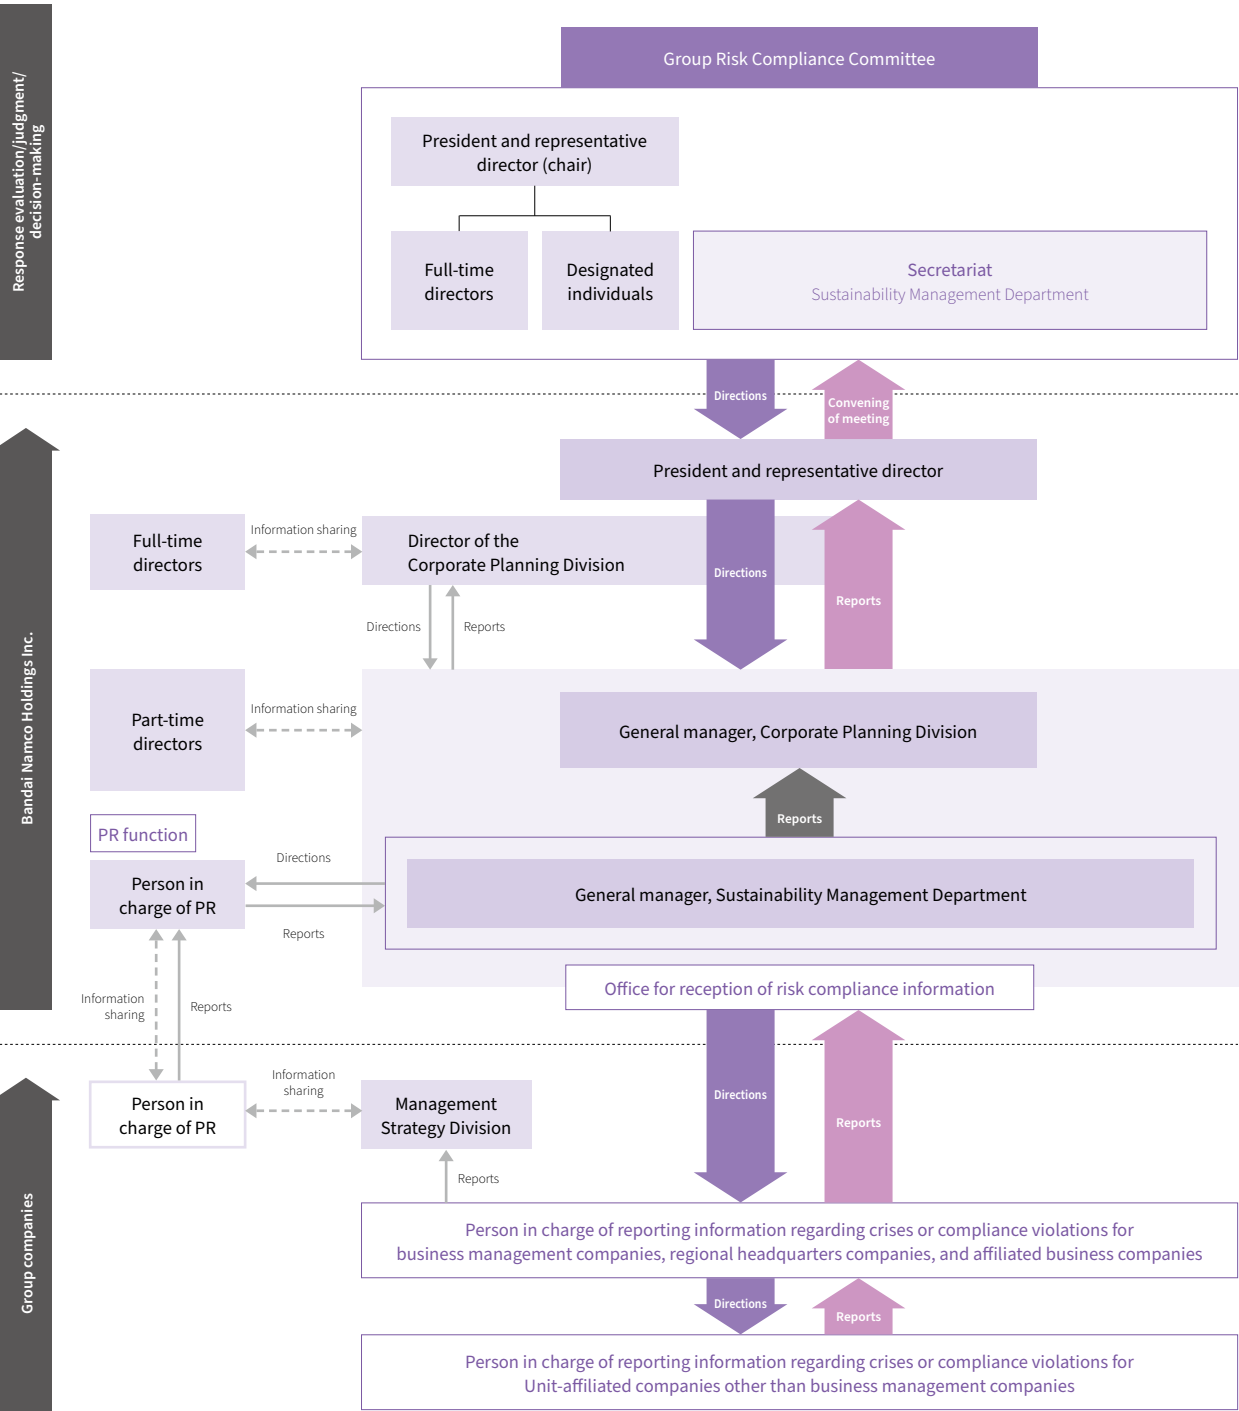 Response evaluation/judgment/
decision-making
Group Risk Compliance Committee
President and representative
director (chair)
Full-time
directors
Designated
individuals
Secretariat
Sustainability Management Department
Directions
Convening
of meeting
Bandai Namco Holdings Inc.
President and representative director
Full-time
directors
Information sharing
Director of the
Corporate Planning Division
Directions
Reports
Directions
Reports
Part-time
directors
Information sharing
General manager, Corporate Planning Division
Reports
PR function
Person in
charge of PR
Directions
Reports
General manager, Sustainability Management Department
Office for reception of risk compliance information
Information
sharing
Reports
Directions
Reports
Group companies
Person in
charge of PR
Information
sharing
Management
Strategy Division
Reports
Person in charge of reporting information regarding crises or compliance violations for
business management companies, regional headquarters companies, and affiliated business companies
Directions
Reports
Person in charge of reporting information regarding crises or compliance violations for
Unit-affiliated companies other than business management companies